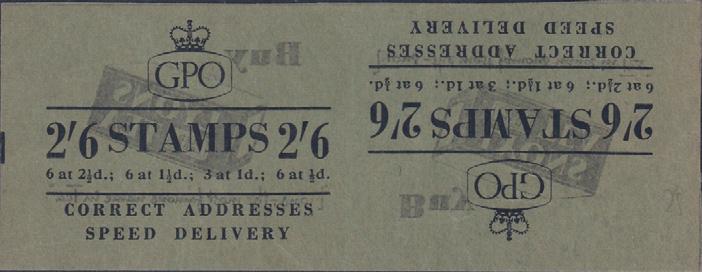 GPO
2/6 STAMPS 2/6
6 at 2½d.; 6 at 1½d.; 3 at 1d.; 6 at ½d.
CORRECT ADDRESSES
SPEED DELIVERY
GPO
2/6 STAMPS 2/6
6 at 2½d.; 6 at 1½d.; 3 at 1d.; 6 at ½d.
CORRECT ADDRESSES
SPEED DELIVERY
Buy
Buy